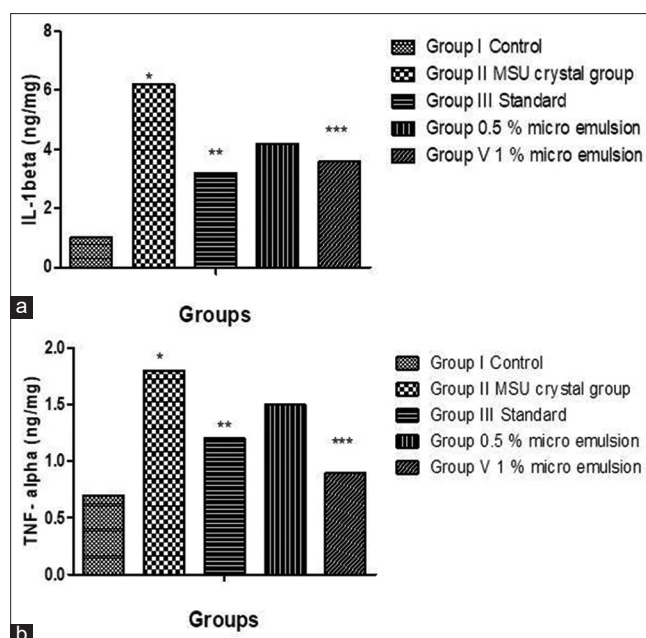 8
6
4
2
0
IL-1beta (ng/mg)
*
**
***
Groups
Group I Control
Group II MSU crystal group
Group III Standard
Group 0.5 % micro emulsion
Group V 1 % micro emulsion
a
2.0
1.5
1.0
0.5
0.0
TNF- alpha (ng/mg)
*
**
***
Groups
Group I Control
Group II MSU crystal group
Group III Standard
Group 0.5 % micro emulsion
Group V 1 % micro emulsion
b